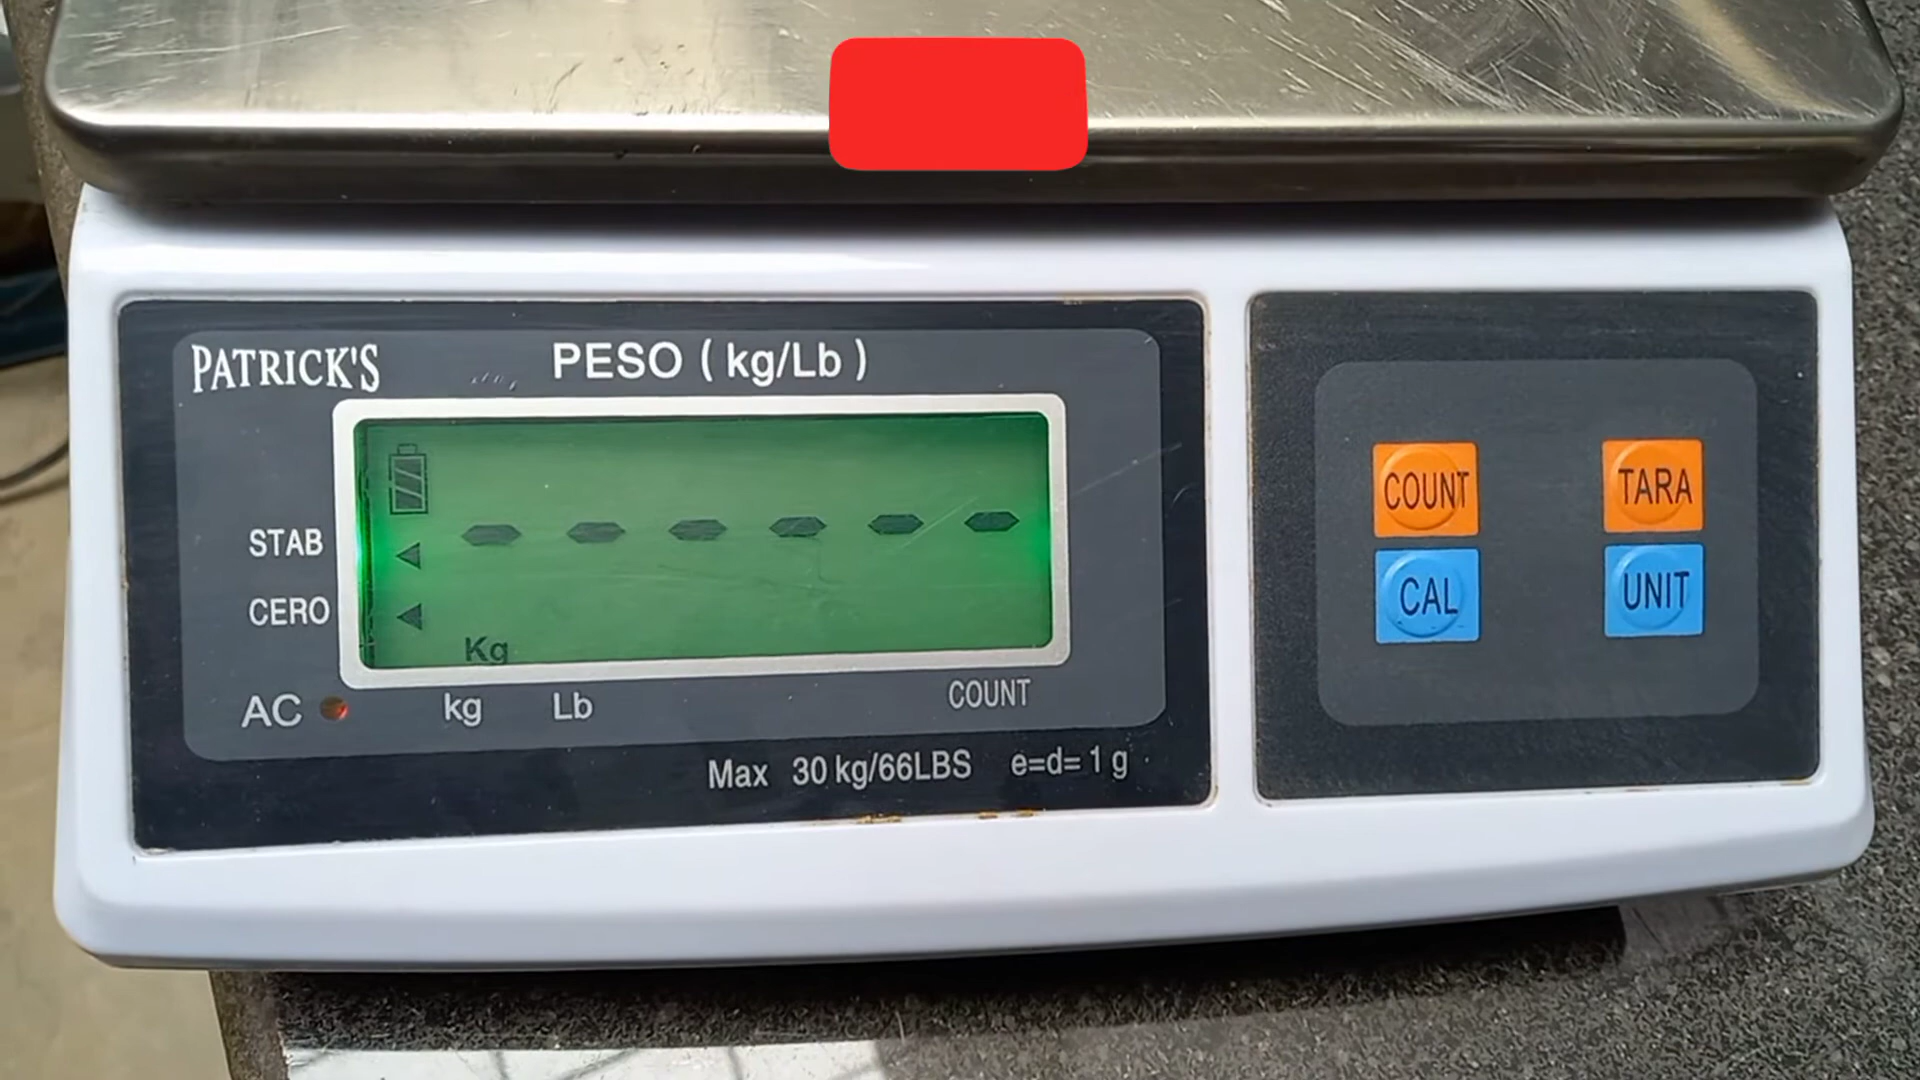 PATRICK'S
PESO ( kg/Lb )
------
STAB
CERO
Kg
AC
kg Lb COUNT
Max 30 kg/66LBS e=d= 1 g
COUNT TARA
CAL UNIT